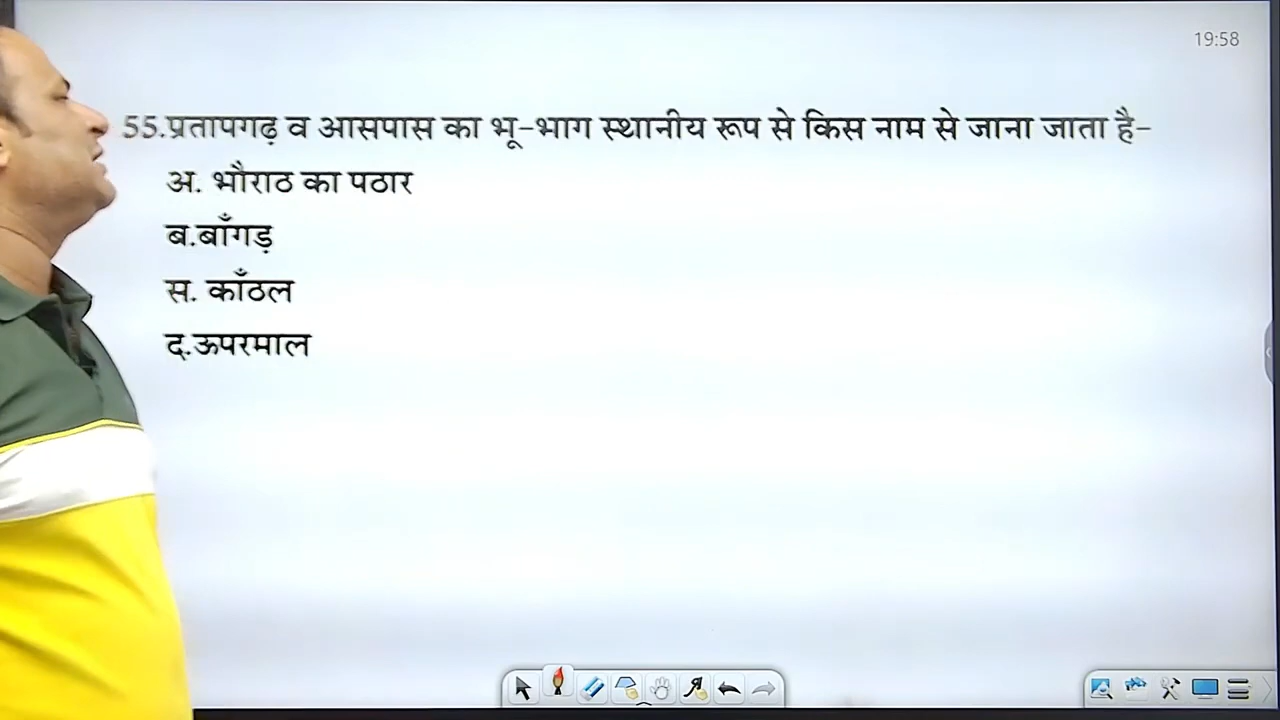 19:58
55.प्रतापगढ़ व आसपास का भू-भाग स्थानीय रूप से किस नाम से जाना जाता है-
अ. भौराठ का पठार
ब.बाँगड़
स. काँठल
द.ऊपरमाल